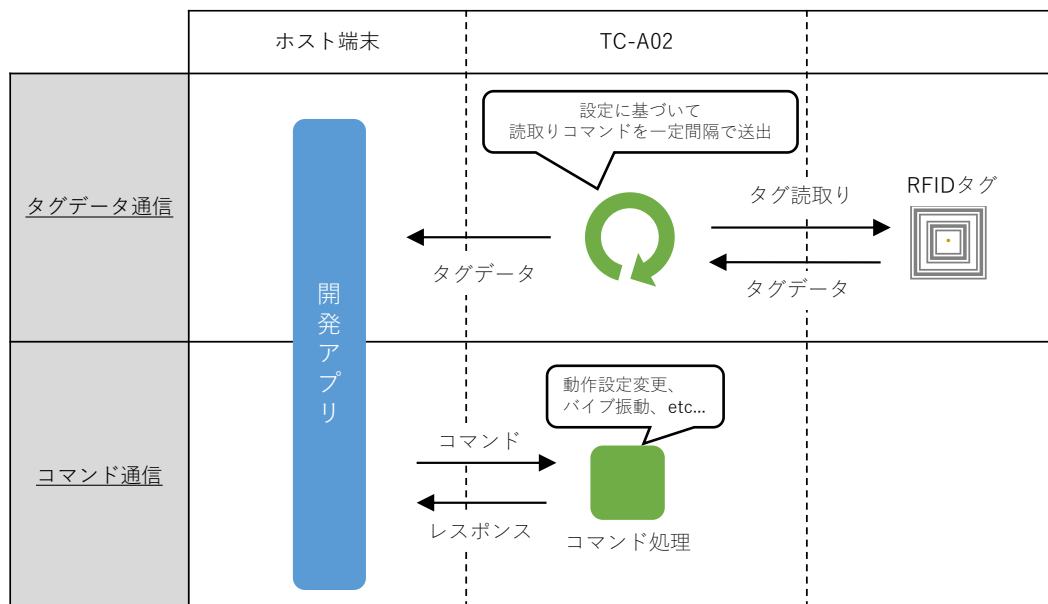 ホスト端末
TC-A02
タグデータ通信
設定に基づいて
読取りコマンドを一定間隔で送出
タグ読取り
RFIDタグ
タグデータ
タグデータ
開発アプリ
コマンド通信
動作設定変更、
バイブ振動、etc…
コマンド
レスポンス
コマンド処理